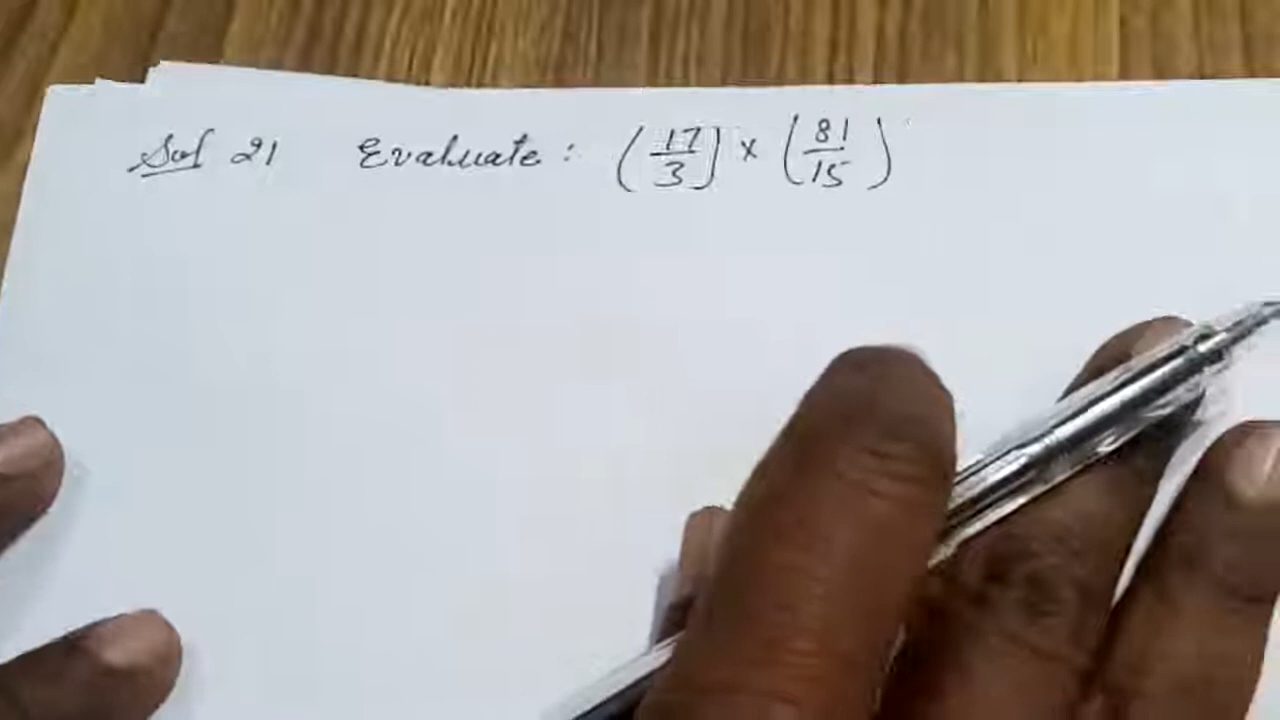 Sol 21 Evaluate : (17/3] × (81/15)